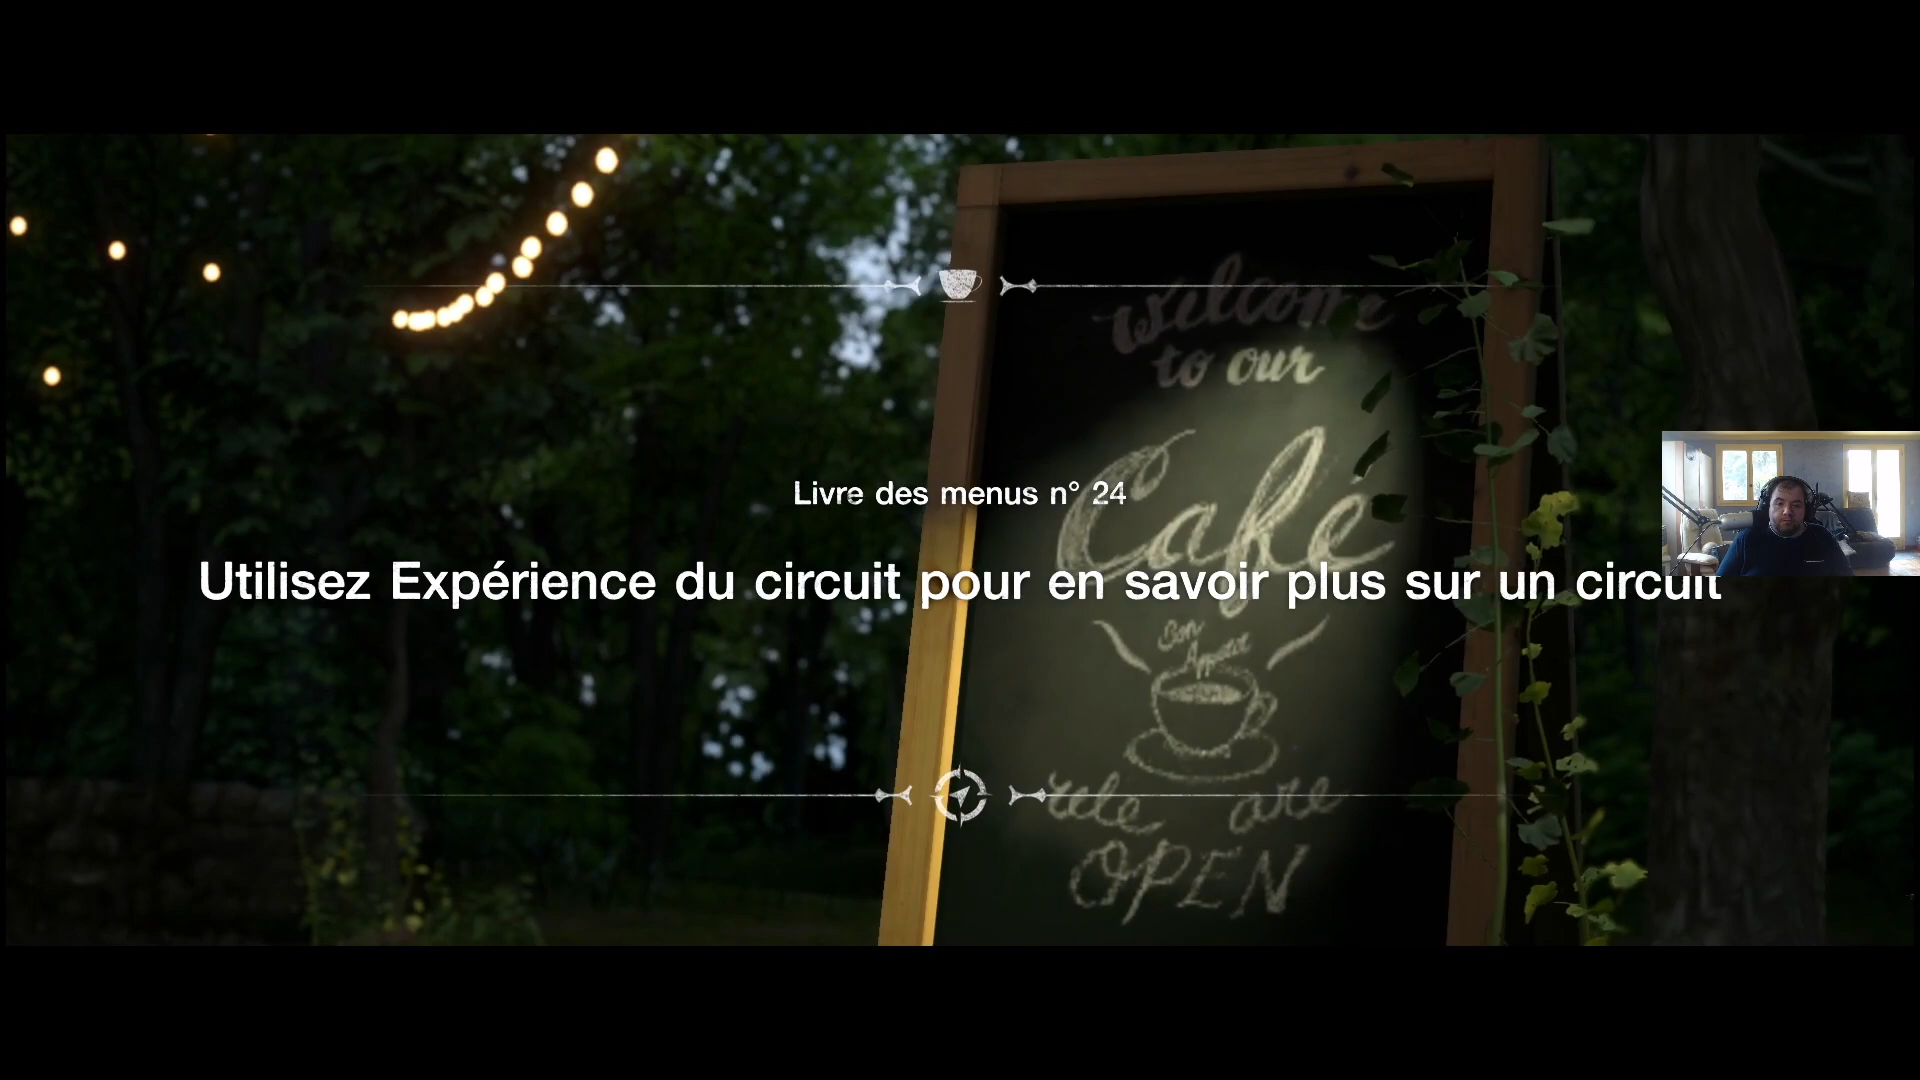 welcome
to our
Livre des menus n° 24
Café
Utilisez Expérience du circuit pour en savoir plus sur un circuit
Bon
Appetit
are
OPEN